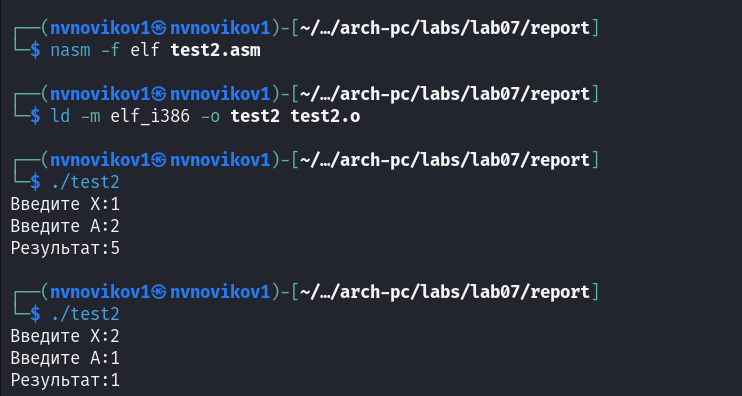 ┌──(nvnovikov1㉿nvnovikov1)-[~/…/arch-pc/labs/lab07/report]
└─$ nasm -f elf test2.asm
┌──(nvnovikov1㉿nvnovikov1)-[~/…/arch-pc/labs/lab07/report]
└─$ ld -m elf_i386 -o test2 test2.o
┌──(nvnovikov1㉿nvnovikov1)-[~/…/arch-pc/labs/lab07/report]
└─$ ./test2
Введите X:1
Введите A:2
Результат:5
┌──(nvnovikov1㉿nvnovikov1)-[~/…/arch-pc/labs/lab07/report]
└─$ ./test2
Введите X:2
Введите A:1
Результат:1